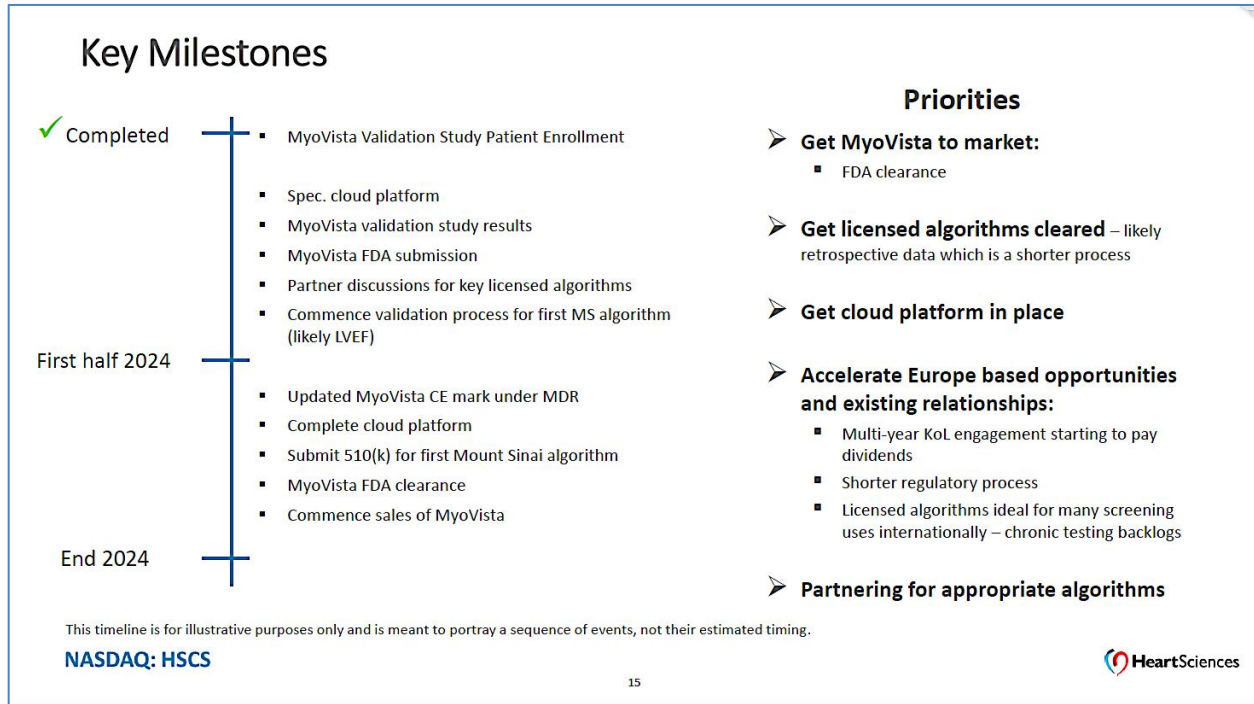 Key Milestones
✓ Completed
▪ MyoVista Validation Study Patient Enrollment
▪ Spec. cloud platform
▪ MyoVista validation study results
▪ MyoVista FDA submission
▪ Partner discussions for key licensed algorithms
▪ Commence validation process for first MS algorithm
(likely LVEF)
First half 2024
▪ Updated MyoVista CE mark under MDR
▪ Complete cloud platform
▪ Submit 510(k) for first Mount Sinai algorithm
▪ MyoVista FDA clearance
▪ Commence sales of MyoVista
End 2024
Priorities
➢ Get MyoVista to market:
▪ FDA clearance
➢ Get licensed algorithms cleared – likely
retrospective data which is a shorter process
➢ Get cloud platform in place
➢ Accelerate Europe based opportunities
and existing relationships:
▪ Multi-year KoL engagement starting to pay
dividends
▪ Shorter regulatory process
▪ Licensed algorithms ideal for many screening
uses internationally – chronic testing backlogs
➢ Partnering for appropriate algorithms
This timeline is for illustrative purposes only and is meant to portray a sequence of events, not their estimated timing.
NASDAQ: HSCS
15
HeartSciences